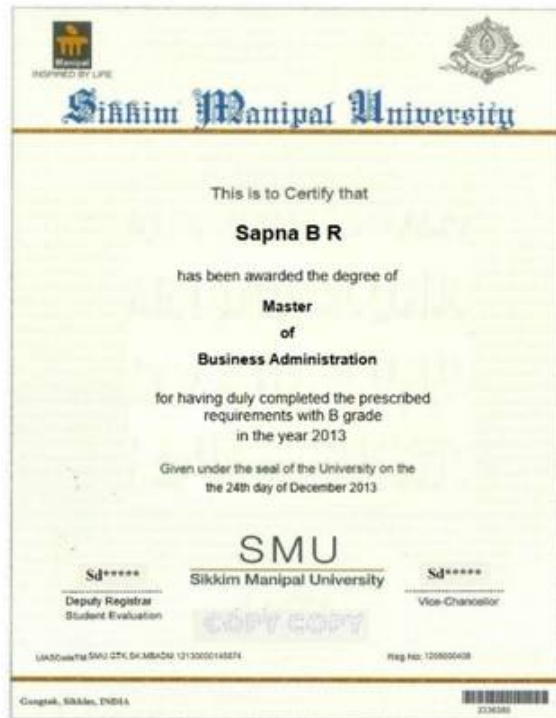 Manipal
INSPIRED BY LIFE
Sikkim Manipal University
This is to Certify that
Sapna B R
has been awarded the degree of
Master
of
Business Administration
for having duly completed the prescribed
requirements with B grade
in the year 2013
Given under the seal of the University on the
the 24th day of December 2013
SMU
Sikkim Manipal University
Sd*****
Deputy Registrar
Student Evaluation
Sd*****
Vice-Chancellor
COPY COPY
Reg No:
Gangtok, Sikkim, INDIA